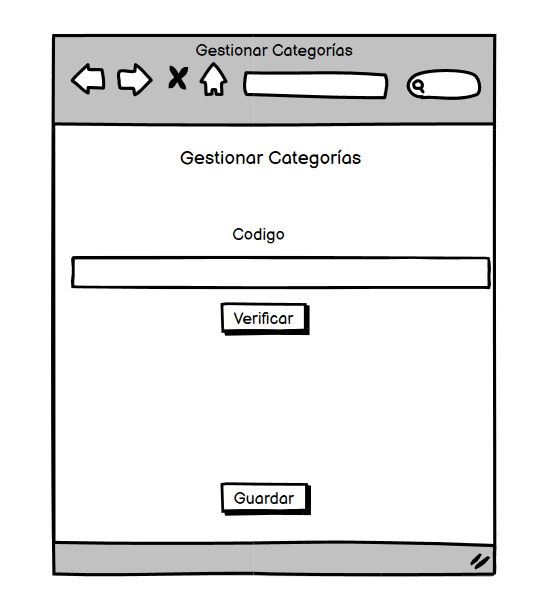 Gestionar Categorías
Gestionar Categorías
Codigo
Verificar
Guardar